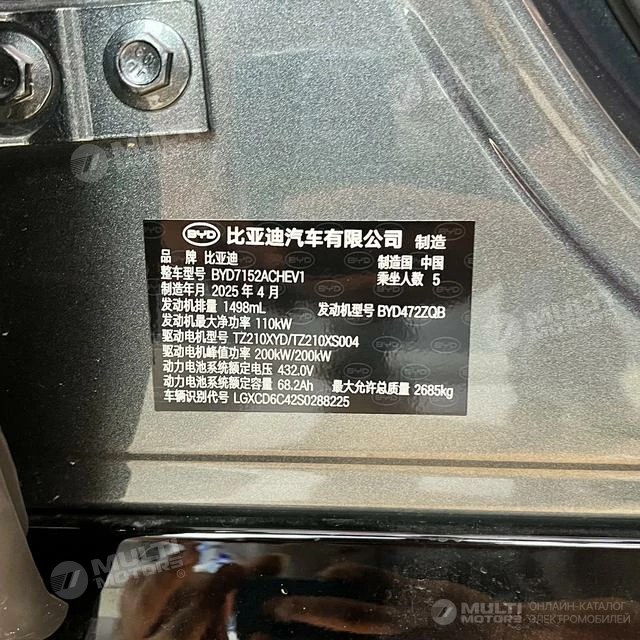 BYD 比亚迪汽车有限公司 制造
品 牌 比亚迪 制造国 中国
整车型号 BYD7152ACHEV1 乘坐人数 5
制造年月 2025 年 4 月
发动机排量 1498mL 发动机型号 BYD472ZQB
发动机最大净功率 110kW
驱动电机型号 TZ210XYD/TZ210XS004
驱动电机峰值功率 200kW/200kW
动力电池系统额定电压 432.0V
动力电池系统额定容量 68.2Ah 最大允许总质量 2685kg
车辆识别代号 LGXCD6C42S0288225
MULTI MOTORS
MULTI MOTORS ОНЛАЙН-КАТАЛОГ ЭЛЕКТРОМОБИЛЕЙ